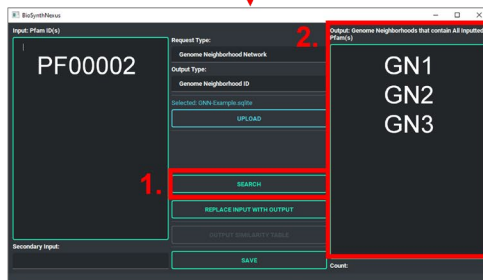 BioSynthNexus
Input: Pfam ID(s)
PF00002
Secondary Input:
Request Type:
Genome Neighborhood Network
Output Type:
Genome Neighborhood ID
Selected: GNN-Example.sqlite
UPLOAD
1.
SEARCH
REPLACE INPUT WITH OUTPUT
OUTPUT SIMILARITY TABLE
SAVE
2.
Output: Genome Neighborhoods that contain All Inputted
Pfam(s)
GN1
GN2
GN3
Count: